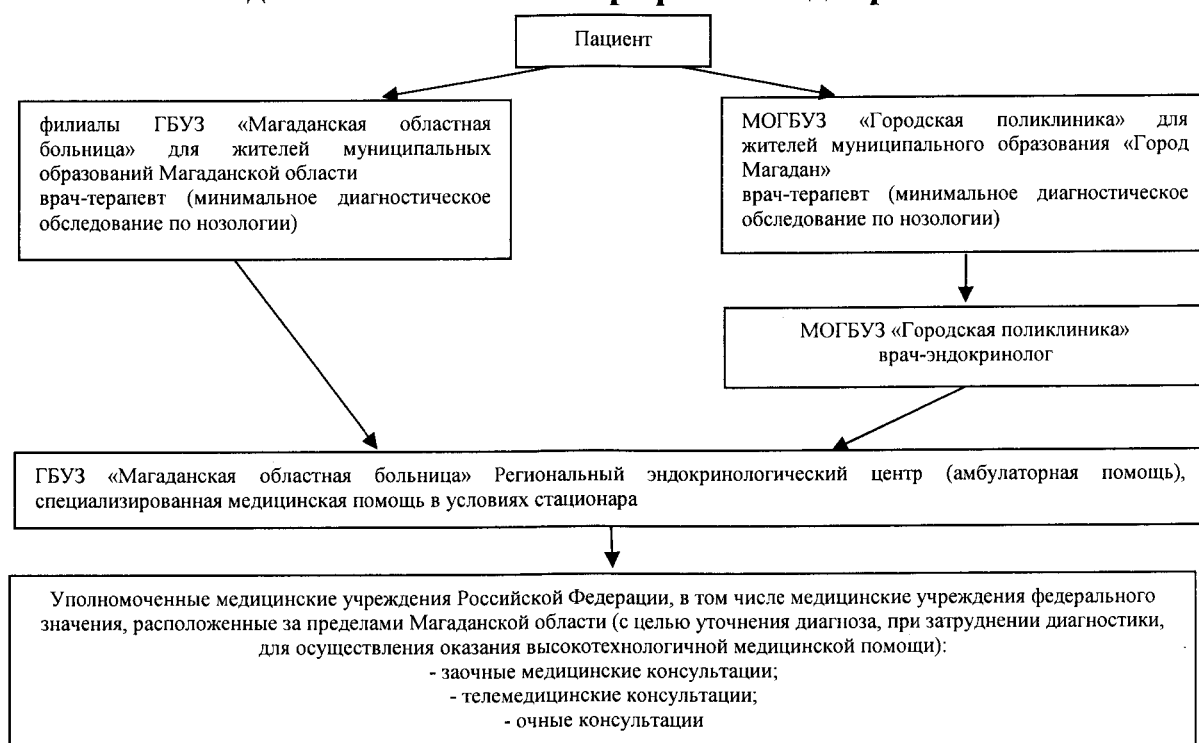 Пациент
филиалы ГБУЗ «Магаданская областная
больница» для жителей муниципальных
образований Магаданской области
врач-терапевт (минимальное диагностическое
обследование по нозологии)
МОГБУЗ «Городская поликлиника» для
жителей муниципального образования «Город
Магадан»
врач-терапевт (минимальное диагностическое
обследование по нозологии)
МОГБУЗ «Городская поликлиника»
врач-эндокринолог
ГБУЗ «Магаданская областная больница» Региональный эндокринологический центр (амбулаторная помощь),
специализированная медицинская помощь в условиях стационара
Уполномоченные медицинские учреждения Российской Федерации, в том числе медицинские учреждения федерального
значения, расположенные за пределами Магаданской области (с целью уточнения диагноза, при затруднении диагностики,
для осуществления оказания высокотехнологичной медицинской помощи):
- заочные медицинские консультации;
- телемедицинские консультации;
- очные консультации